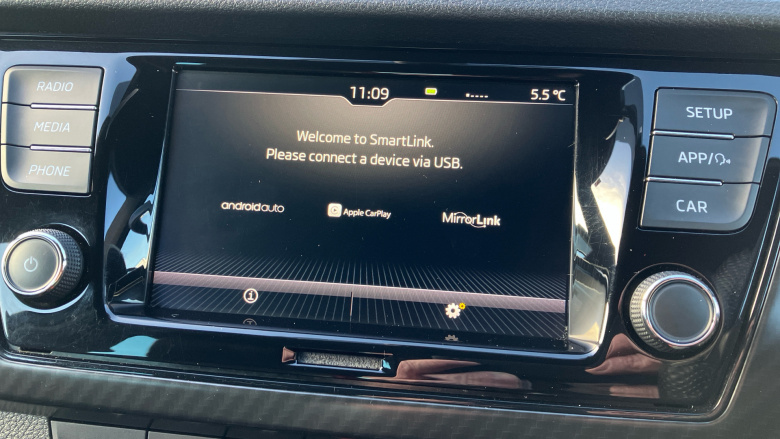 RADIO
MEDIA
PHONE
11:09
5.5 °C
Welcome to SmartLink.
Please connect a device via USB.
androidauto
Apple CarPlay
MirrorLink
SETUP
APP/
CAR